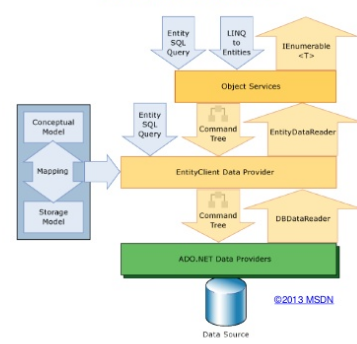 Entity
SQL
Query
LINQ
to
Entities
IEnumerable
<T>
Object Services
Conceptual
Model
Mapping
Storage
Model
Entity
SQL
Query
Command
Tree
EntityDataReader
EntityClient Data Provider
Command
Tree
DBDataReader
ADO.NET Data Providers
©2013 MSDN
Data Source